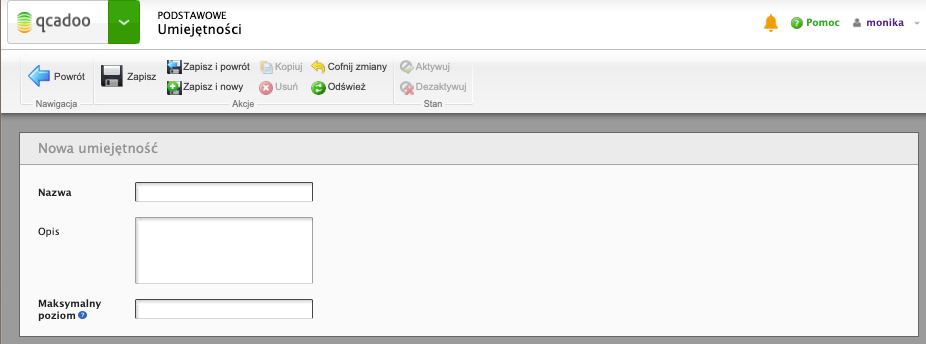 qcadoo
PODSTAWOWE
Umiejętności
Pomoc
monika
Powrót
Zapisz
Zapisz i powrót
Kopiuj
Cofnij zmiany
Aktywuj
Zapisz i nowy
Usuń
Odśwież
Dezaktywuj
Nawigacja
Akcje
Stan
Nowa umiejętność
Nazwa
Opis
Maksymalny
poziom ?